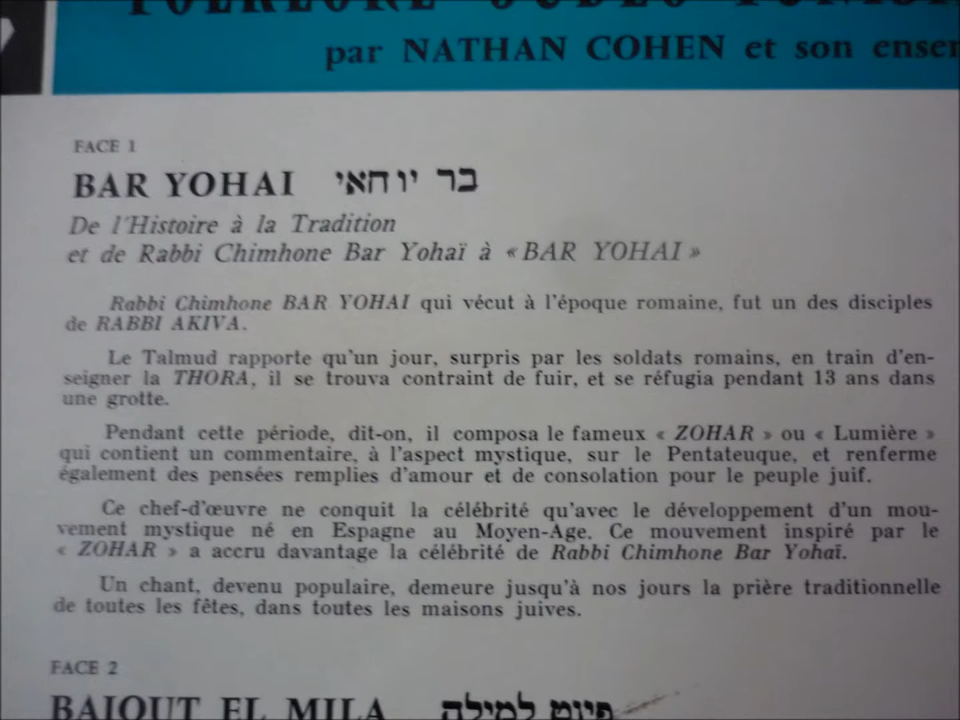 FOLKLORE JUDEO
par NATHAN COHEN et son
FACE 1
BAR YOHAI בר יוחאי
De l'Histoire à la Tradition
et de Rabbi Chimhone Bar Yohaï à « BAR YOHAI »
Rabbi Chimhone BAR YOHAI qui vécut à l'époque romaine, fut un des disciples
de RABBI AKIVA.
Le Talmud rapporte qu'un jour, surpris par les soldats romains, en train d'en-
seigner la THORA, il se trouva contraint de fuir, et se réfugia pendant 13 ans dans
une grotte.
Pendant cette période, dit-on, il composa le fameux « ZOHAR » ou « Lumière »
qui contient un commentaire, à l'aspect mystique, sur le Pentateuque, et renferme
également des pensées remplies d'amour et de consolation pour le peuple juif.
Ce chef-d'œuvre ne conquit la célébrité qu'avec le développement d'un mou-
vement mystique né en Espagne au Moyen-Age. Ce mouvement inspiré par le
« ZOHAR » a accru davantage la célébrité de Rabbi Chimhone Bar Yohaï.
Un chant, devenu populaire, demeure jusqu'à nos jours la prière traditionnelle
de toutes les fêtes, dans toutes les maisons juives.
FACE 2
BAIOUT EL MILA פיוט למילה